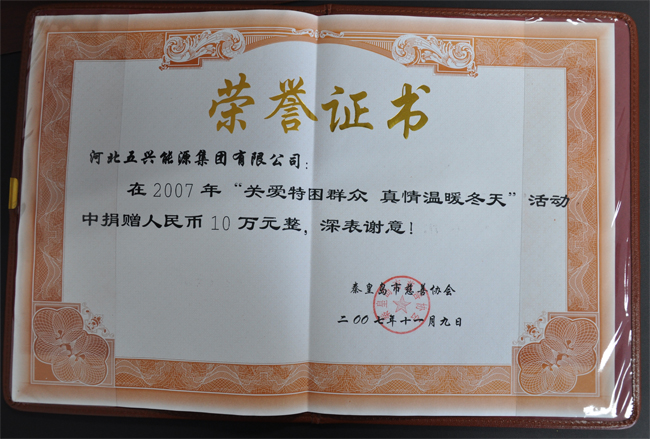 荣誉证书
河北五兴能源集团有限公司：
在2007年“关爱特困群众 真情温暖冬天”活动
中捐赠人民币10万元整，深表谢意！
秦皇岛市慈善协会
二00七年十一月九日